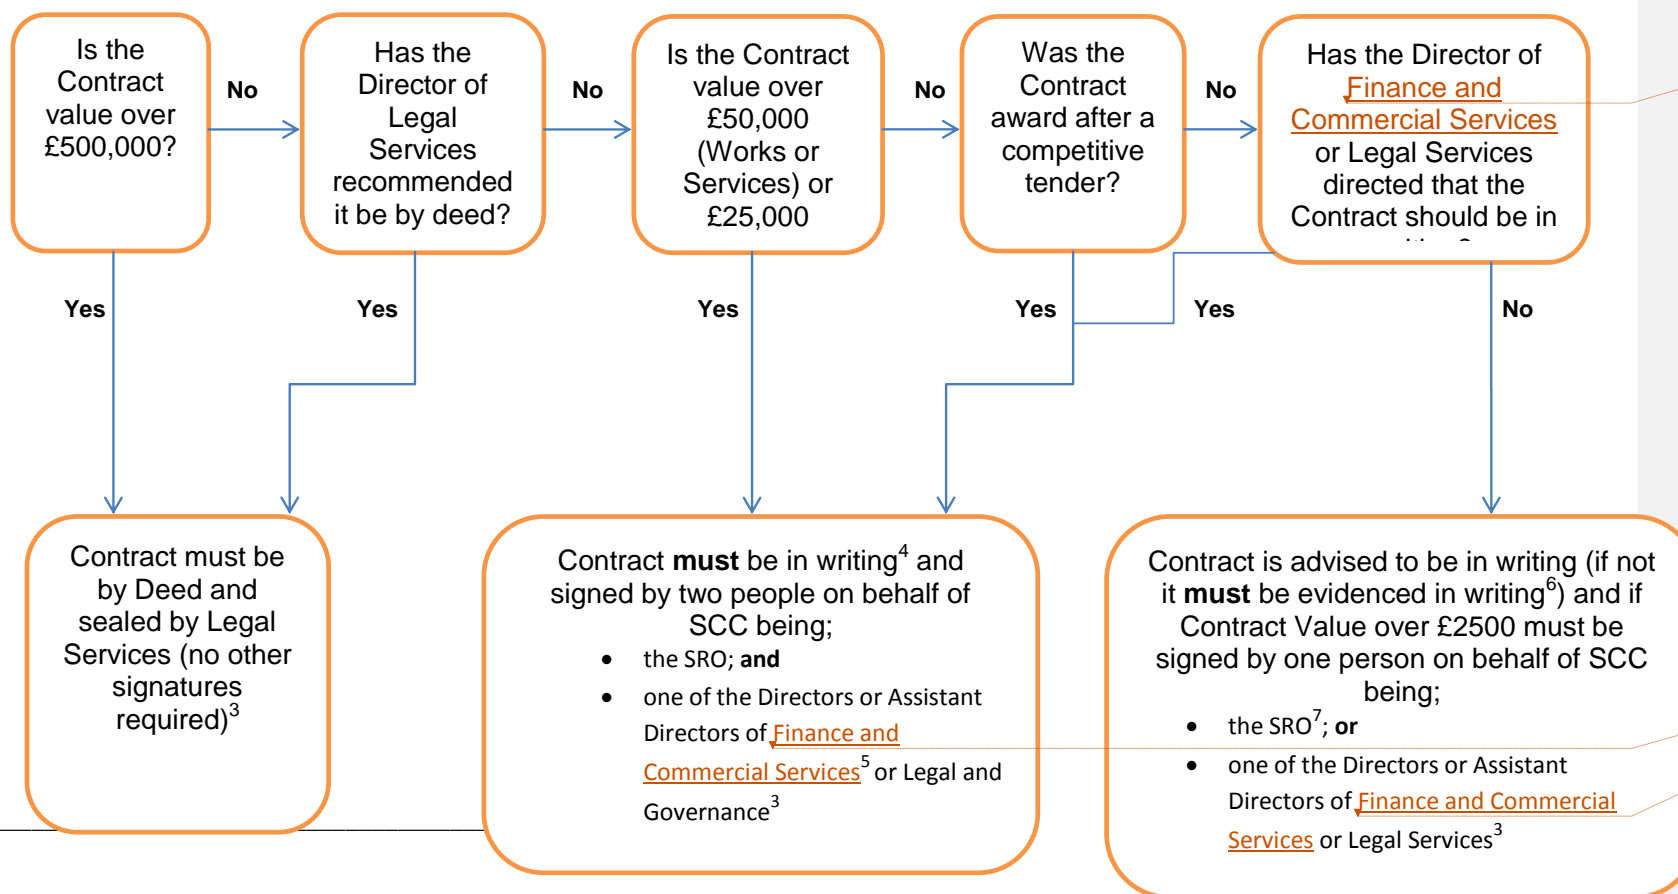 Is the
Contract
value over
£500,000?
No
Has the
Director of
Legal
Services
recommended
it be by deed?
No
Is the Contract
value over
£50,000
(Works or
Services) or
£25,000
No
Was the
Contract
award after a
competitive
tender?
No
Has the Director of
Finance and
Commercial Services
or Legal Services
directed that the
Contract should be in
Yes
Yes
Yes
Yes
Yes
No
Contract must be
by Deed and
sealed by Legal
Services (no other
signatures
required)3
Contract must be in writing4 and
signed by two people on behalf of
SCC being;
• the SRO; and
• one of the Directors or Assistant
Directors of Finance and
Commercial Services5 or Legal and
Governance3
Contract is advised to be in writing (if not
it must be evidenced in writing6) and if
Contract Value over £2500 must be
signed by one person on behalf of SCC
being;
• the SRO7; or
• one of the Directors or Assistant
Directors of Finance and Commercial
Services or Legal Services3